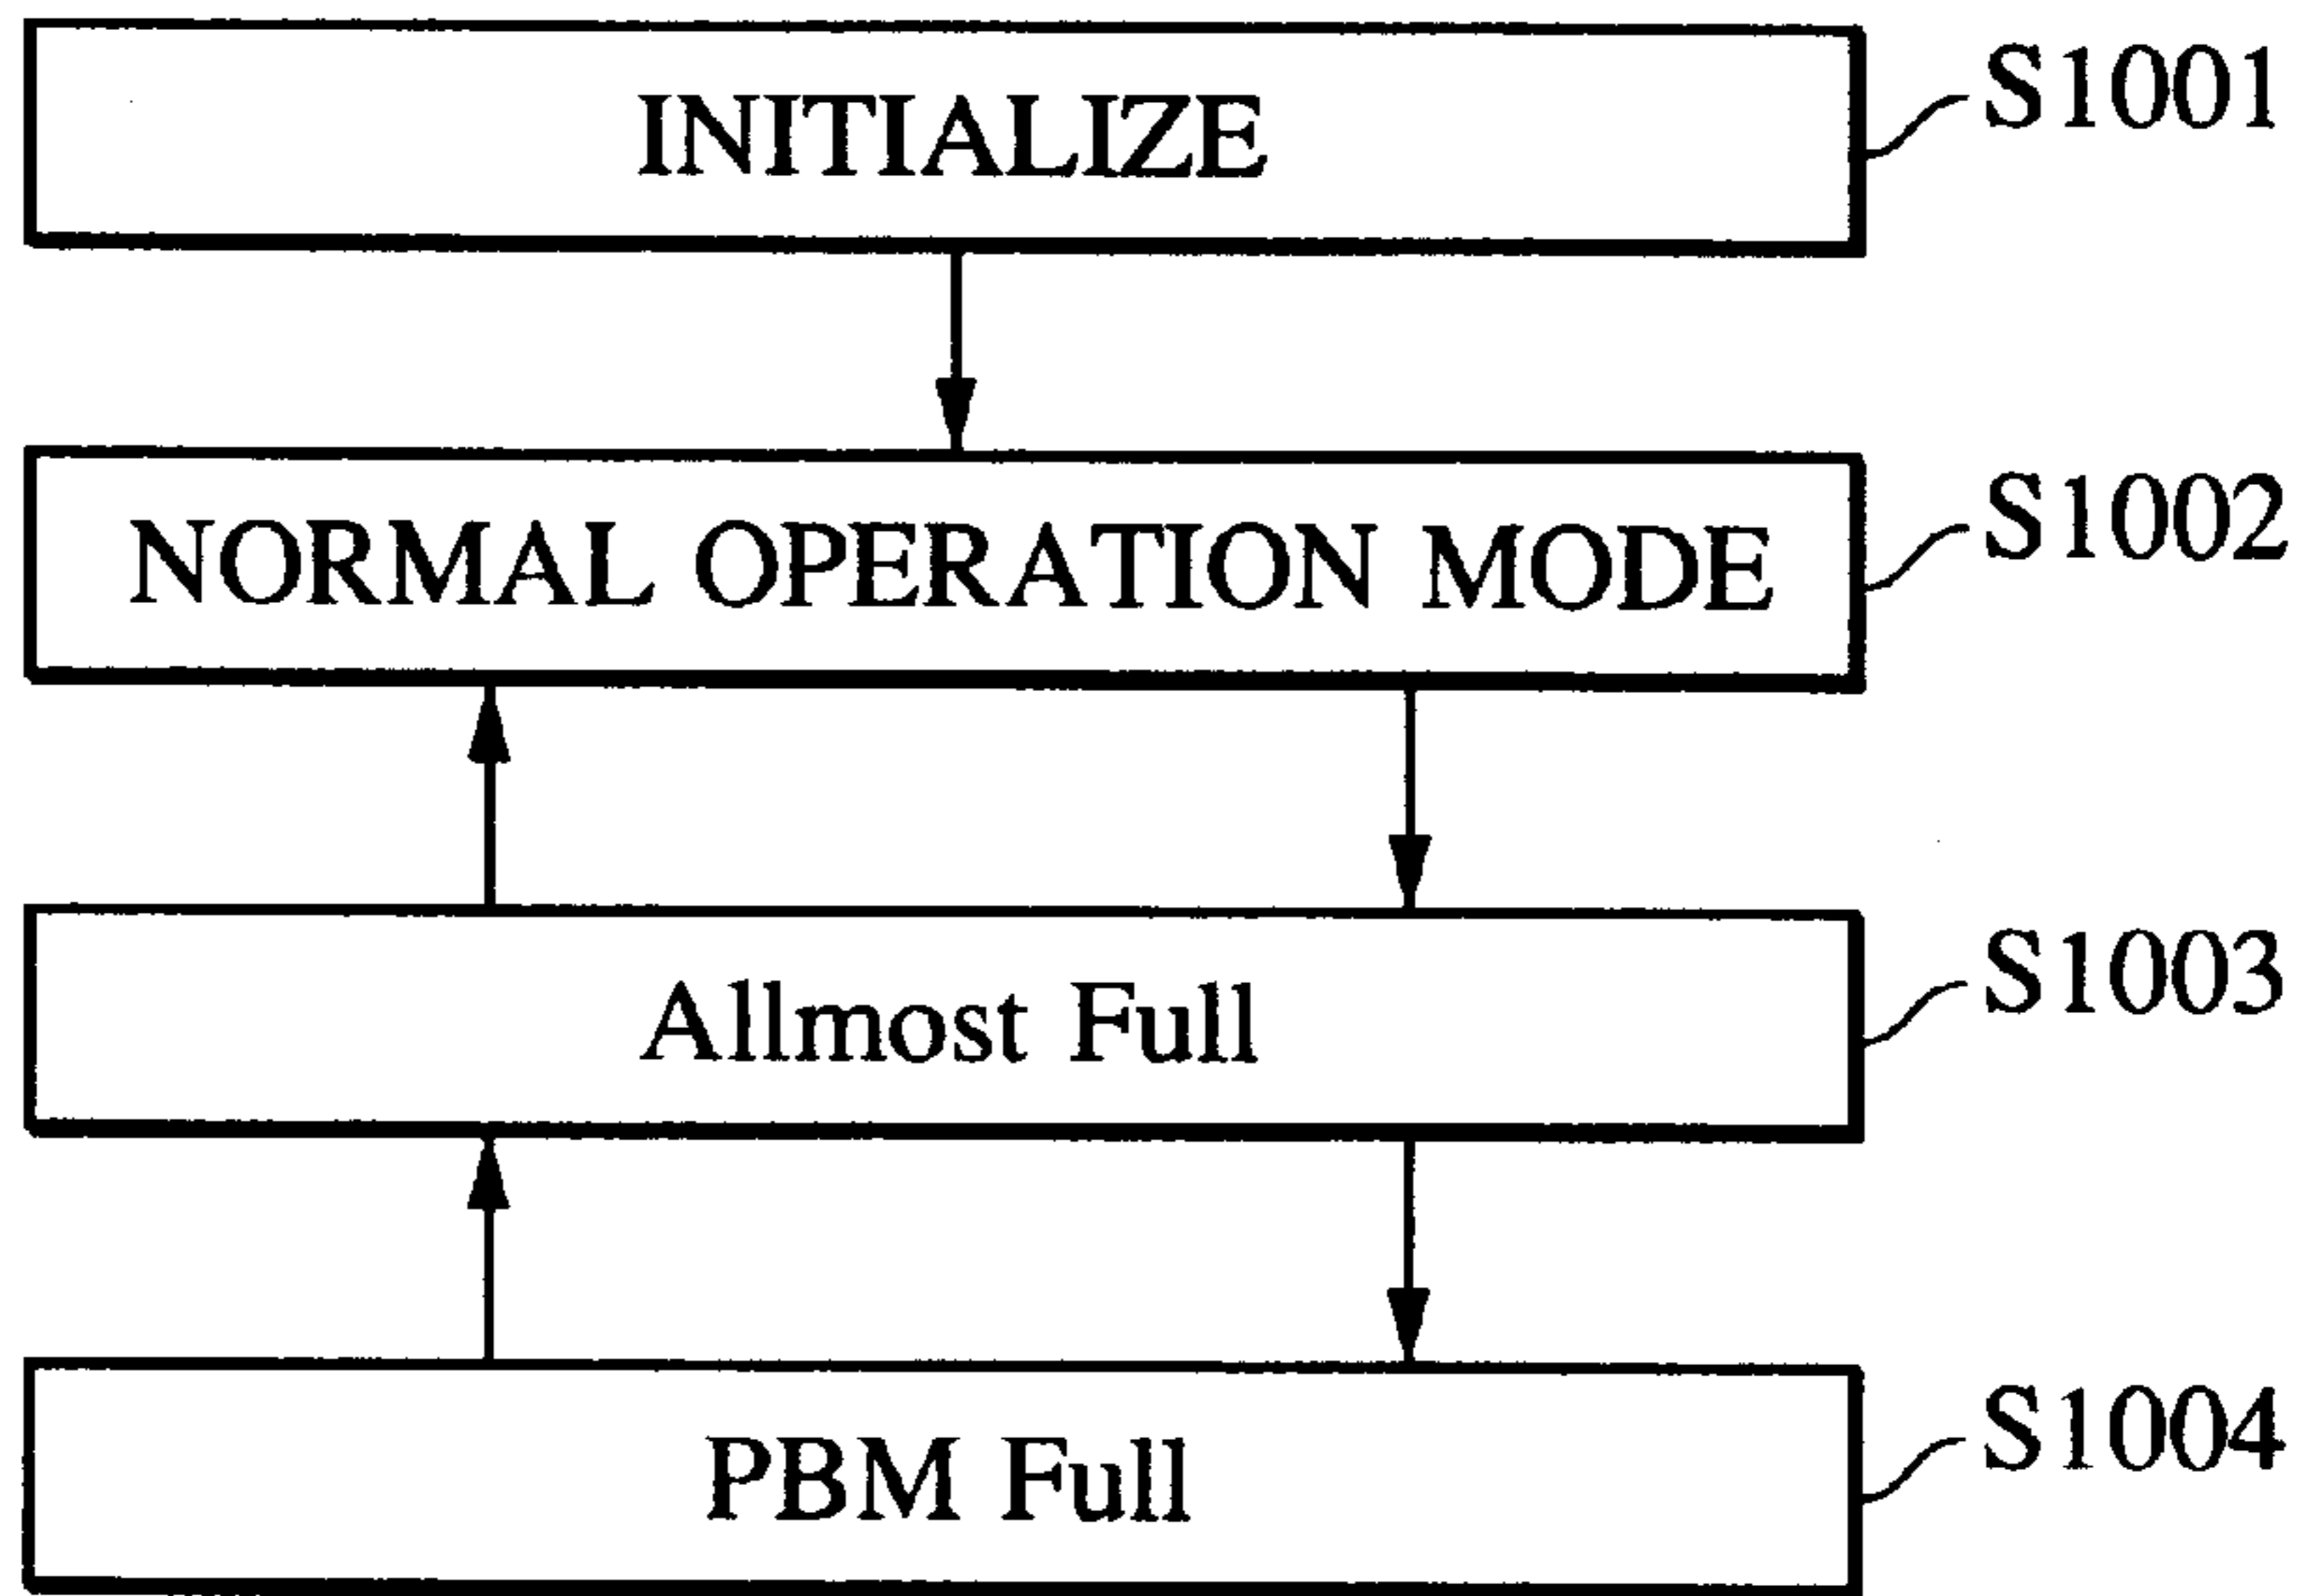 INITIALIZE
S1001
NORMAL OPERATION MODE
S1002
Allmost Full
S1003
PBM Full
S1004